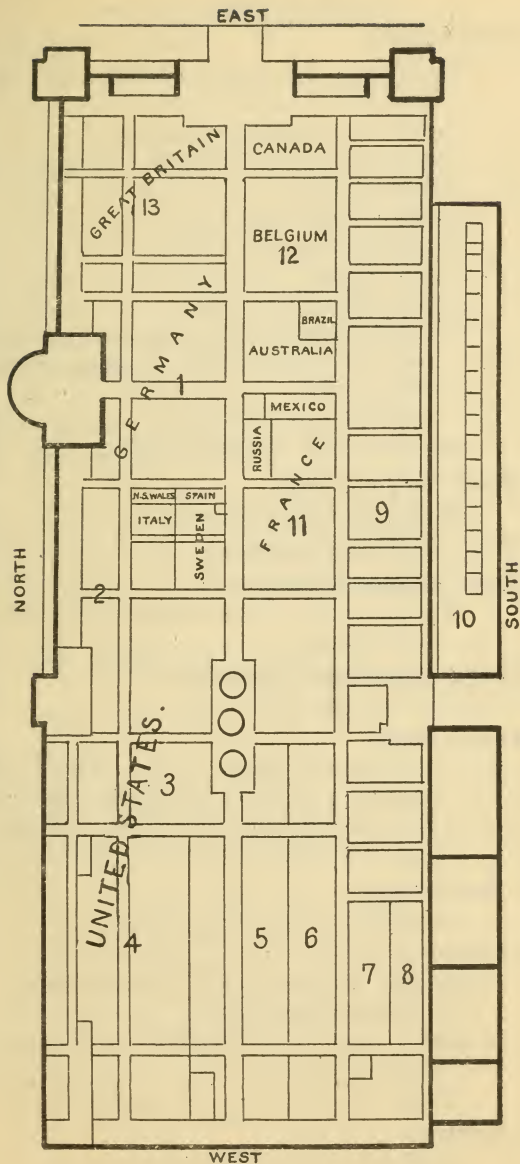 EAST
CANADA
GREAT BRITAIN
13
BELGIUM
12
BRAZIL
AUSTRALIA
GERMANY
1
MEXICO
RUSSIA
FRANCE
N.S.WALES
SPAIN
ITALY
SWEDEN
11
9
NORTH
SOUTH
2
10
UNITED STATES.
3
4
5
6
7
8
WEST